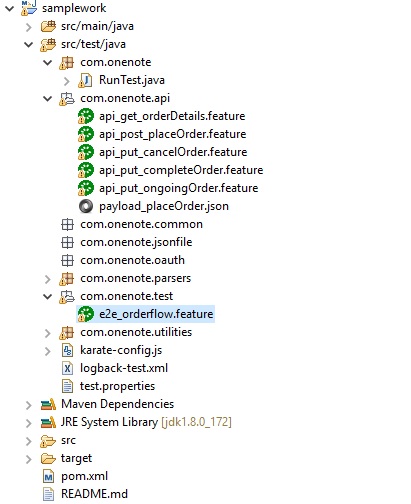 samplework
src/main/java
src/test/java
com.onenote
RunTest.java
com.onenote.api
api_get_orderDetails.feature
api_post_placeOrder.feature
api_put_cancelOrder.feature
api_put_completeOrder.feature
api_put_ongoingOrder.feature
payload_placeOrder.json
com.onenote.common
com.onenote.jsonfile
com.onenote.oauth
com.onenote.parsers
com.onenote.test
e2e_orderflow.feature
com.onenote.utilities
karate-config.js
logback-test.xml
test.properties
Maven Dependencies
JRE System Library [jdk1.8.0_172]
src
target
pom.xml
README.md